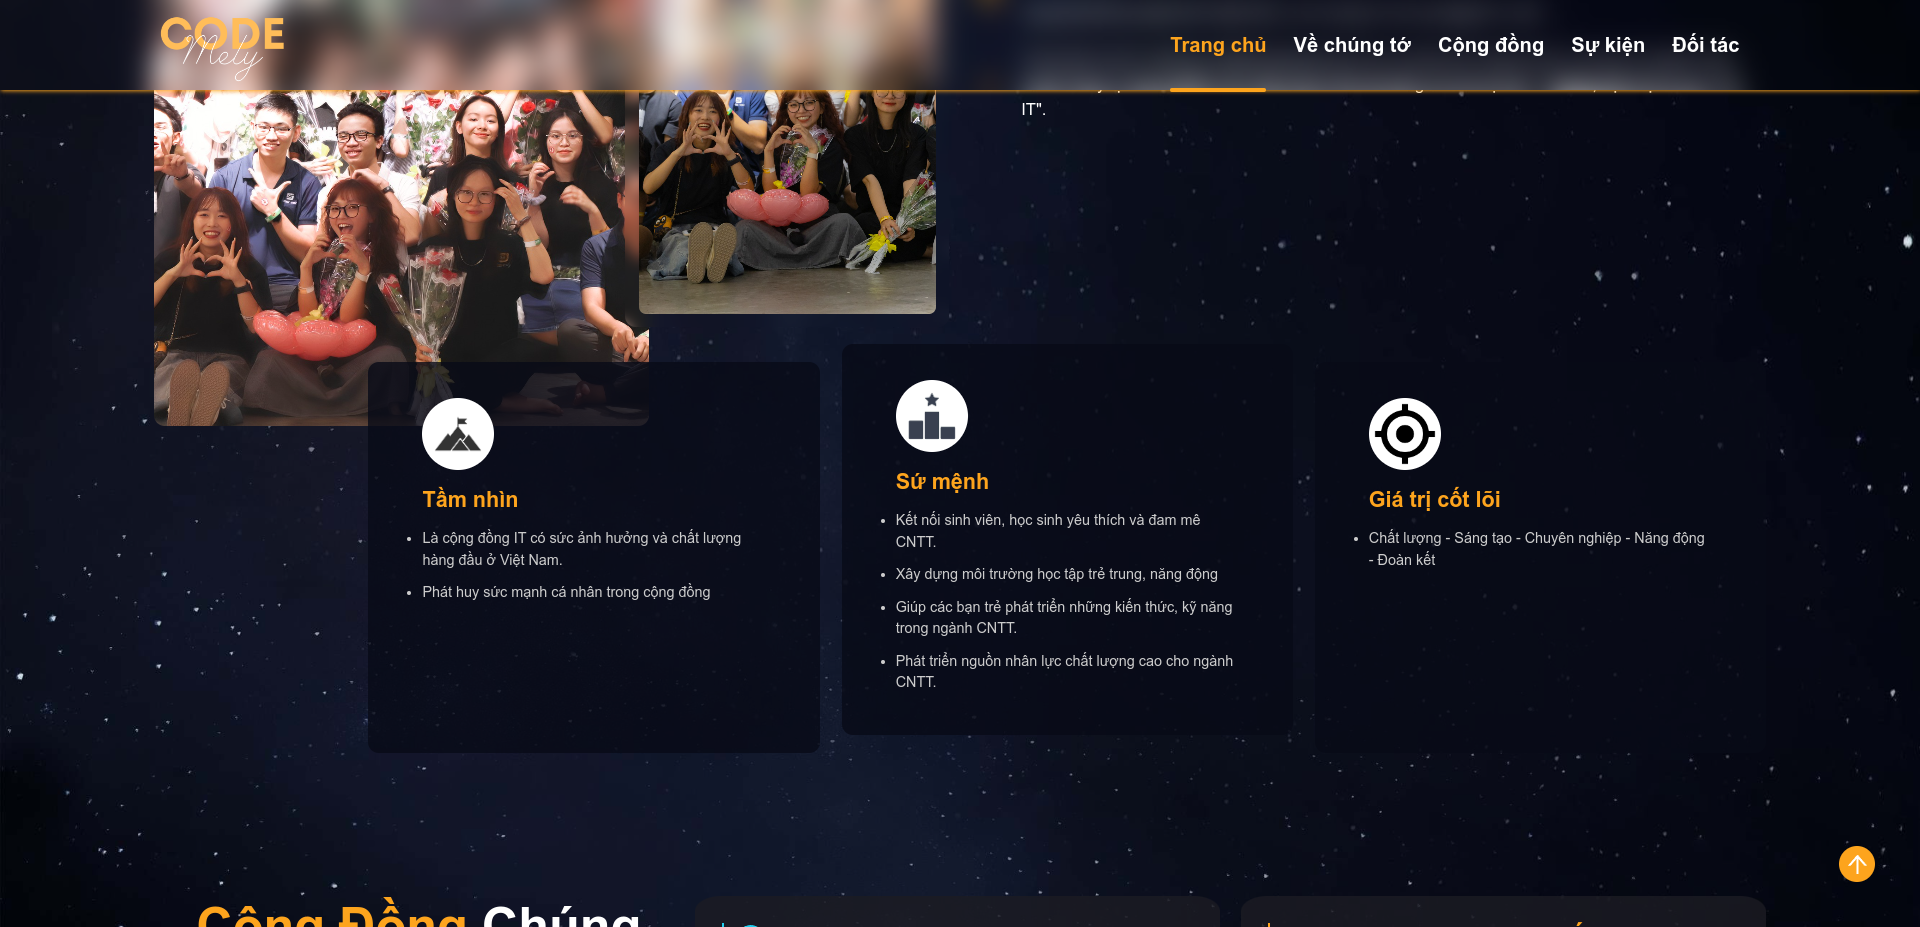 CODE
Mely
Trang chủ
Về chúng tớ
Cộng đồng
Sự kiện
Đối tác
IT".
Tầm nhìn
Là cộng đồng IT có sức ảnh hưởng và chất lượng
hàng đầu ở Việt Nam.
Phát huy sức mạnh cá nhân trong cộng đồng
Sứ mệnh
Kết nối sinh viên, học sinh yêu thích và đam mê
CNTT.
Xây dựng môi trường học tập trẻ trung, năng động
Giúp các bạn trẻ phát triển những kiến thức, kỹ năng
trong ngành CNTT.
Phát triển nguồn nhân lực chất lượng cao cho ngành
CNTT.
Giá trị cốt lõi
Chất lượng - Sáng tạo - Chuyên nghiệp - Năng động
- Đoàn kết
Cộng Đồng Chúng